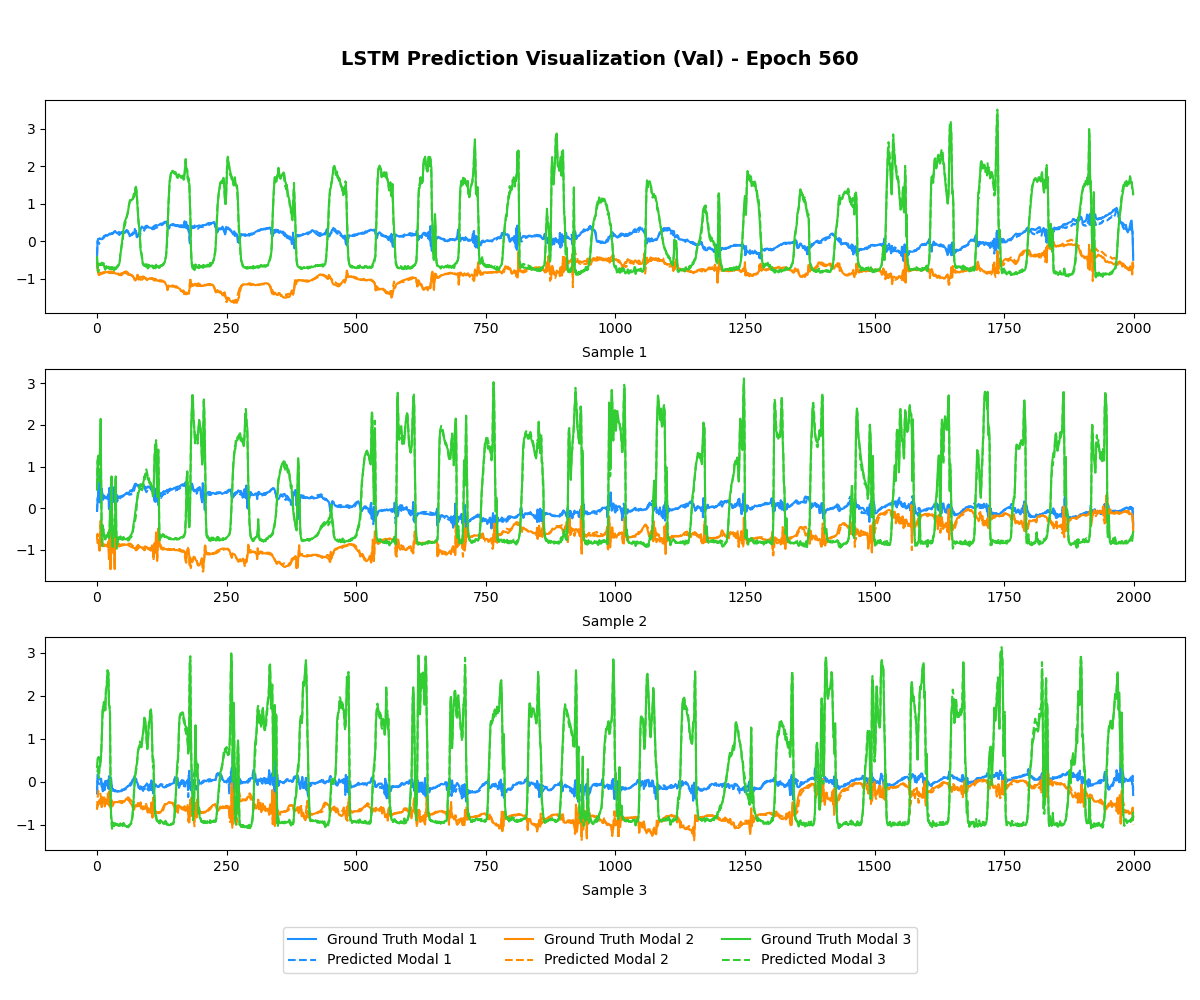 LSTM Prediction Visualization (Val) - Epoch 560
3
2
1
0
−1
0 250 500 750 1000 1250 1500 1750 2000
Sample 1
3
2
1
0
−1
0 250 500 750 1000 1250 1500 1750 2000
Sample 2
3
2
1
0
−1
0 250 500 750 1000 1250 1500 1750 2000
Sample 3
Ground Truth Modal 1 Ground Truth Modal 2 Ground Truth Modal 3
Predicted Modal 1 Predicted Modal 2 Predicted Modal 3